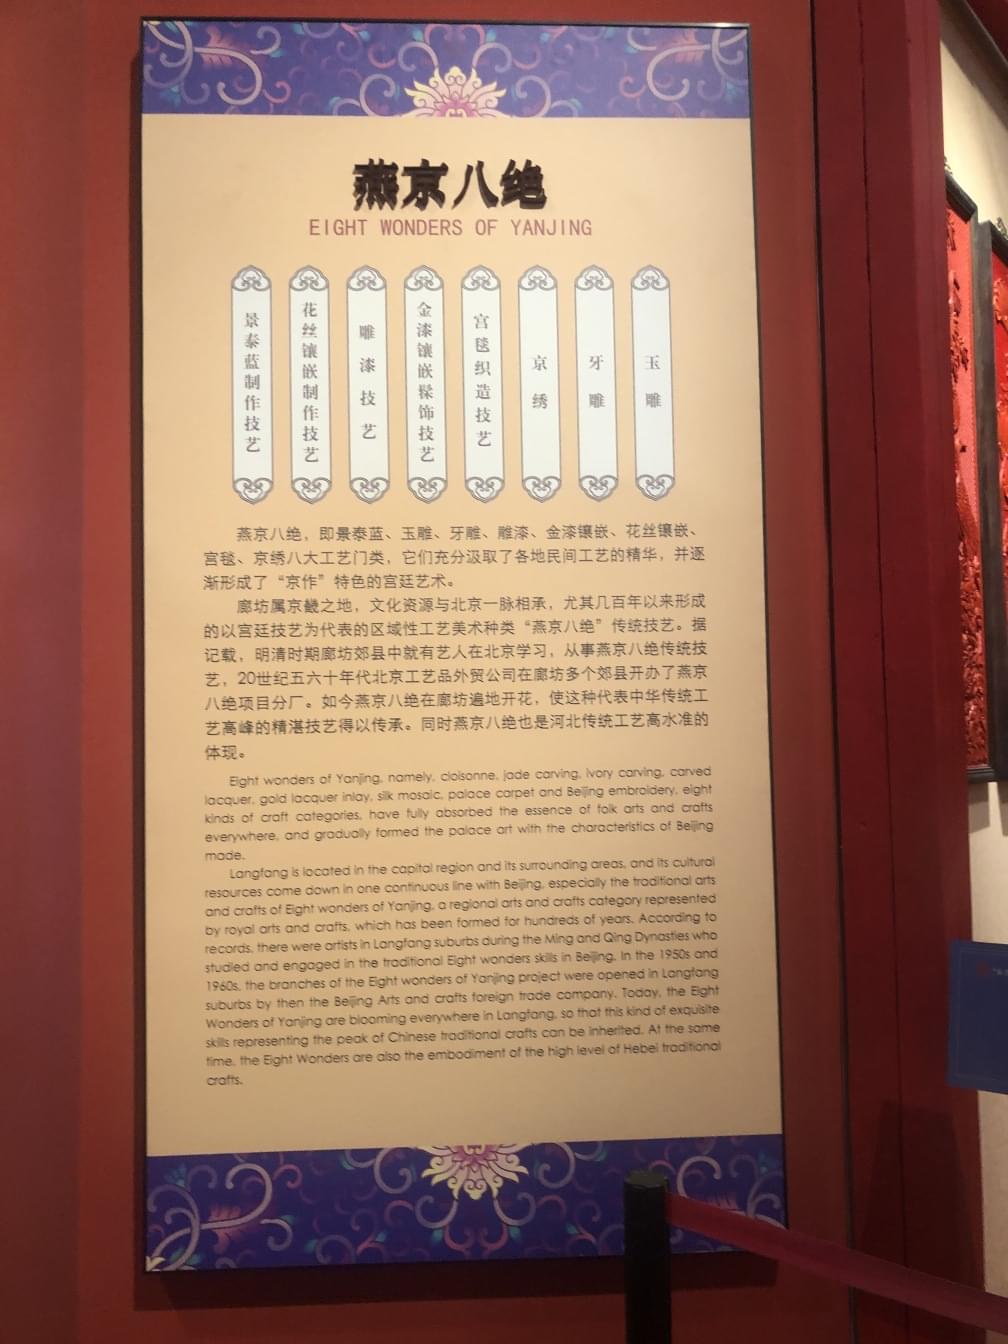 燕京八绝
EIGHT WONDERS OF YANJING
景泰蓝制作技艺
花丝镶嵌制作技艺
雕漆技艺
金漆镶嵌髹饰技艺
宫毯织造技艺
京绣
牙雕
玉雕
燕京八绝，即景泰蓝、玉雕、牙雕、雕漆、金漆镶嵌、花丝镶嵌、
宫毯、京绣八大工艺门类，它们充分汲取了各地民间工艺的精华，并逐
渐形成了“京作”特色的宫廷艺术。
廊坊属京畿之地，文化资源与北京一脉相承，尤其几百年以来形成
的以宫廷技艺为代表的区域性工艺美术种类“燕京八绝”传统技艺。据
记载，明清时期廊坊郊县中就有艺人在北京学习，从事燕京八绝传统技
艺，20世纪五六十年代北京工艺品外贸公司在廊坊多个郊县开办了燕京
八绝项目分厂。如今燕京八绝在廊坊遍地开花，使这种代表中华传统工
艺高峰的精湛技艺得以传承。同时燕京八绝也是河北传统工艺高水准的
体现。
Eight wonders of Yanjing, namely, cloisonne, jade carving, ivory carving, carved
lacquer, gold lacquer inlay, silk mosaic, palace carpet and Beijing embroidery, eight
kinds of craft categories, have fully absorbed the essence of folk arts and crafts
everywhere, and gradually formed the palace art with the characteristics of Beijing
made.
Langfang is located in the capital region and its surrounding areas, and its cultural
resources come down in one continuous line with Beijing, especially the traditional arts
and crafts of Eight wonders of Yanjing, a regional arts and crafts category represented
by royal arts and crafts, which has been formed for hundreds of years. According to
records, there were artists in Langfang suburbs during the Ming and Qing Dynasties who
studied and engaged in the traditional Eight wonders skills in Beijing. In the 1950s and
1960s, the branches of the Eight wonders of Yanjing project were opened in Langfang
suburbs by then the Beijing Arts and crafts foreign trade company. Today, the Eight
Wonders of Yanjing are blooming everywhere in Langfang, so that this kind of exquisite
skills representing the peak of Chinese traditional crafts can be inherited. At the same
time, the Eight Wonders are also the embodiment of the high level of Hebei traditional
crafts.